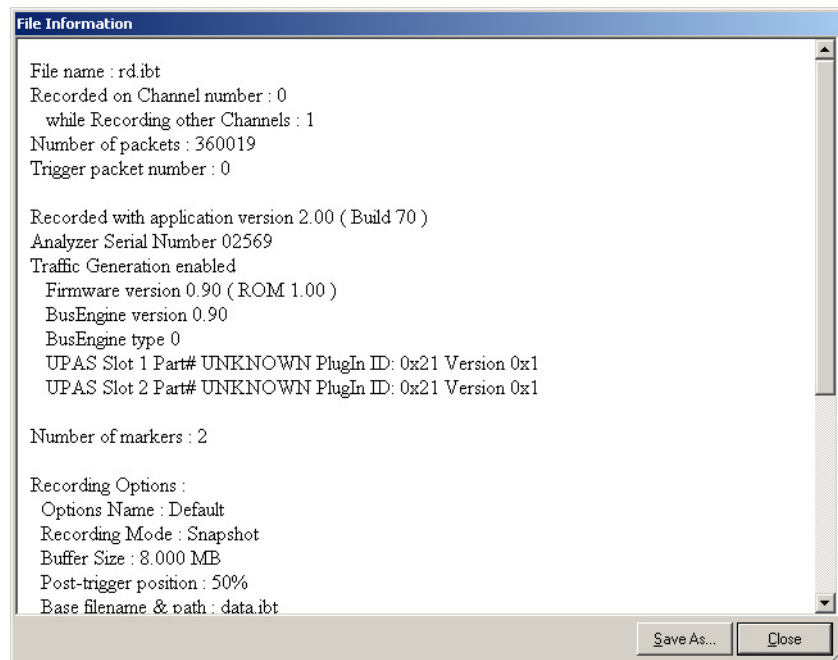 File Information
File name : rd.ibt
Recorded on Channel number : 0
while Recording other Channels : 1
Number of packets : 360019
Trigger packet number : 0
Recorded with application version 2.00 ( Build 70 )
Analyzer Serial Number 02569
Traffic Generation enabled
Firmware version 0.90 ( ROM 1.00 )
BusEngine version 0.90
BusEngine type 0
UPAS Slot 1 Part# UNKNOWN PlugIn ID: 0x21 Version 0x1
UPAS Slot 2 Part# UNKNOWN PlugIn ID: 0x21 Version 0x1
Number of markers : 2
Recording Options :
Options Name : Default
Recording Mode : Snapshot
Buffer Size : 8.000 MB
Post-trigger position : 50%
Base filename & path : data.ibt
Save As... Close